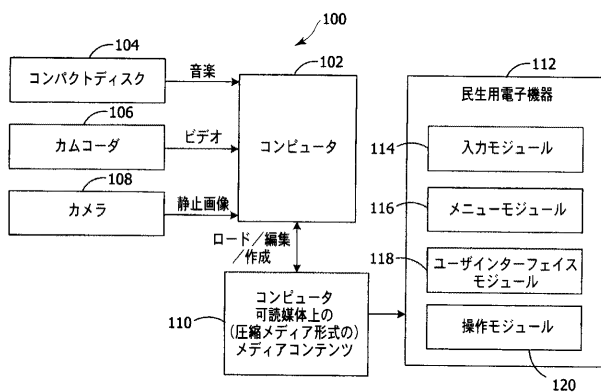 100
104
コンパクトディスク
音楽
102
コンピュータ
106
カムコーダ
ビデオ
108
カメラ
静止画像
ロード/編集
/作成
110
コンピュータ
可読媒体上の
(圧縮メディア形式の)
メディアコンテンツ
112
民生用電子機器
114
入力モジュール
116
メニューモジュール
118
ユーザインターフェイス
モジュール
操作モジュール
120